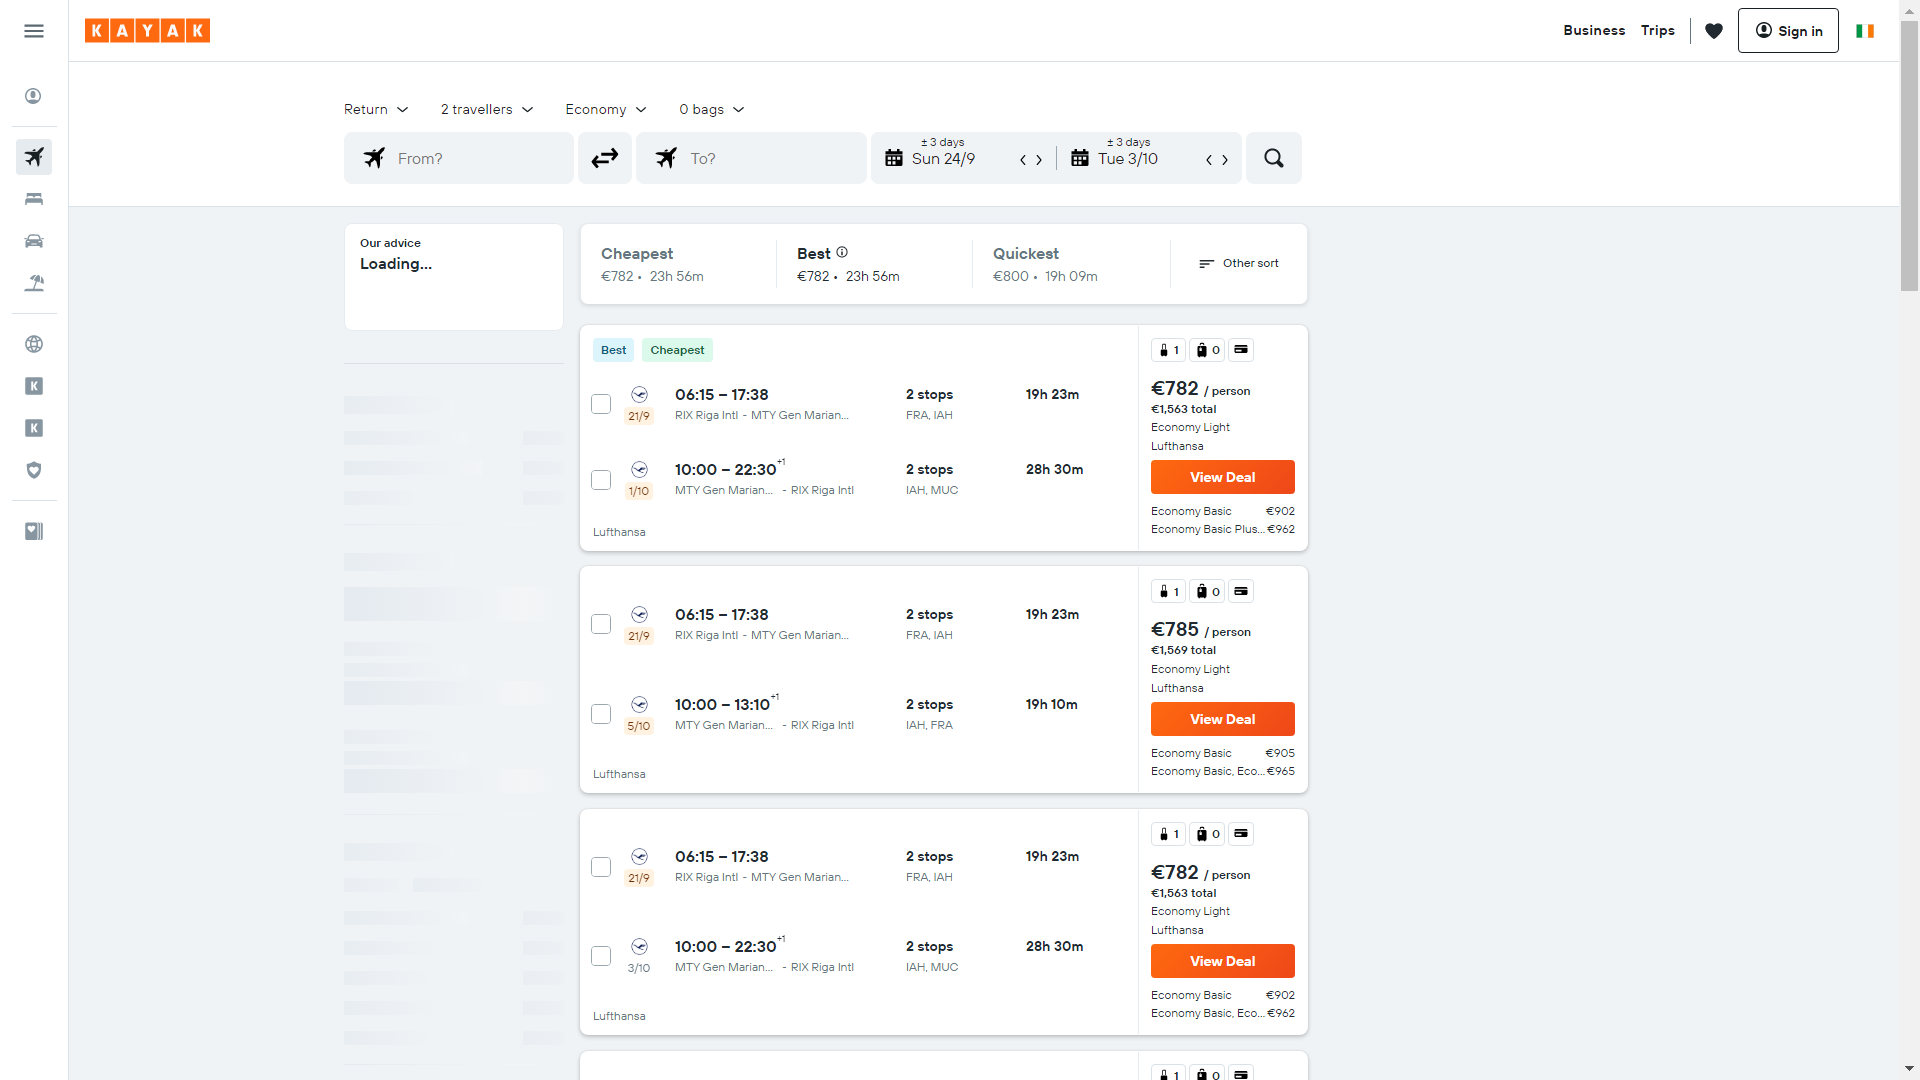 KAYAK
Business
Trips
Sign in
Return
2 travellers
Economy
0 bags
From?
To?
± 3 days
Sun 24/9
± 3 days
Tue 3/10
Our advice
Loading...
Cheapest
€782 • 23h 56m
Best
€782 • 23h 56m
Quickest
€800 • 19h 09m
Other sort
Best
Cheapest
06:15 – 17:38
2 stops
19h 23m
21/9
RIX Riga Intl - MTY Gen Marian...
FRA, IAH
10:00 – 22:30+1
2 stops
28h 30m
1/10
MTY Gen Marian... - RIX Riga Intl
IAH, MUC
Lufthansa
1
0
€782 / person
€1,563 total
Economy Light
Lufthansa
View Deal
Economy Basic €902
Economy Basic Plus... €962
06:15 – 17:38
2 stops
19h 23m
21/9
RIX Riga Intl - MTY Gen Marian...
FRA, IAH
10:00 – 13:10+1
2 stops
19h 10m
5/10
MTY Gen Marian... - RIX Riga Intl
IAH, FRA
Lufthansa
1
0
€785 / person
€1,569 total
Economy Light
Lufthansa
View Deal
Economy Basic €905
Economy Basic, Eco... €965
06:15 – 17:38
2 stops
19h 23m
21/9
RIX Riga Intl - MTY Gen Marian...
FRA, IAH
10:00 – 22:30+1
2 stops
28h 30m
3/10
MTY Gen Marian... - RIX Riga Intl
IAH, MUC
Lufthansa
1
0
€782 / person
€1,563 total
Economy Light
Lufthansa
View Deal
Economy Basic €902
Economy Basic, Eco... €962
1
0
K
K